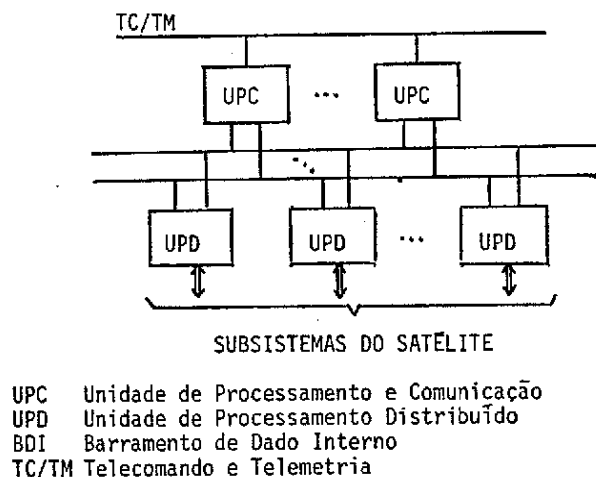 TC/TM
UPC ... UPC
UPD UPD ... UPD
SUBSISTEMAS DO SATÉLITE
UPC Unidade de Processamento e Comunicação
UPD Unidade de Processamento Distribuído
BDI Barramento de Dado Interno
TC/TM Telecomando e Telemetria